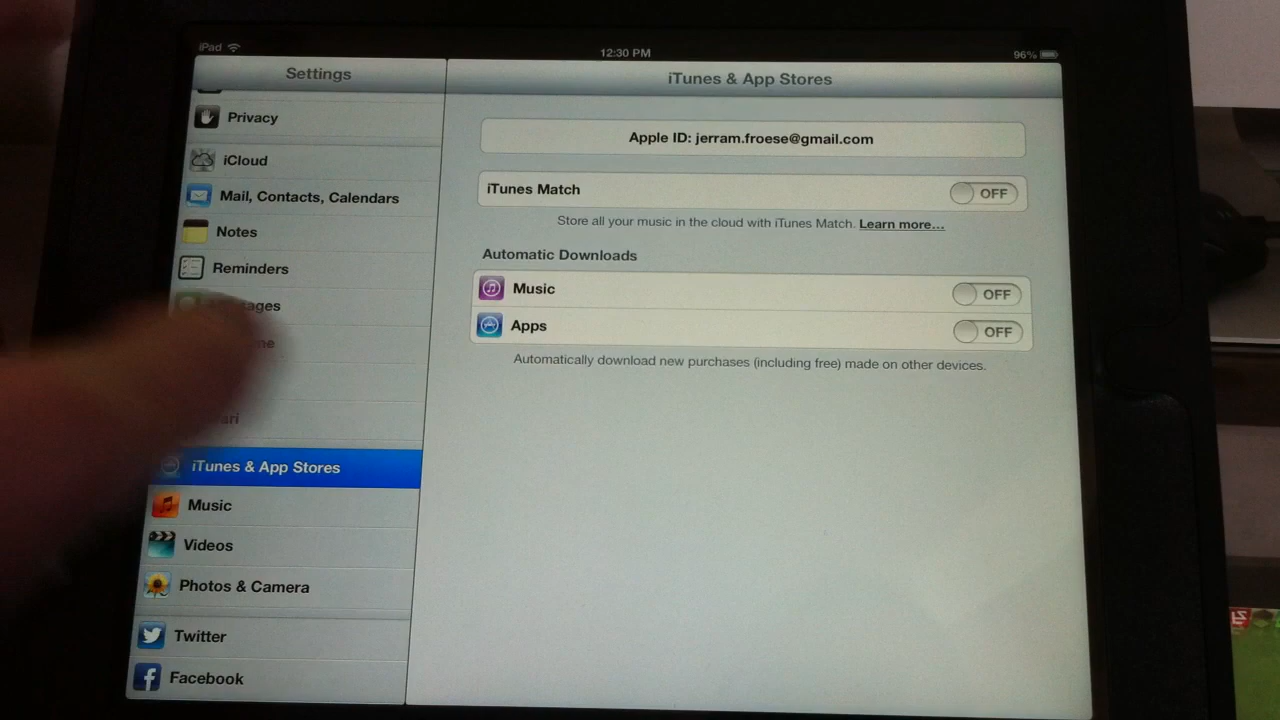 iPad
12:30 PM
96%
Settings
iTunes & App Stores
Privacy
iCloud
Mail, Contacts, Calendars
Notes
Reminders
iTunes & App Stores
Music
Videos
Photos & Camera
Twitter
Facebook
Apple ID: jerram.froese@gmail.com
iTunes Match
OFF
Store all your music in the cloud with iTunes Match. Learn more...
Automatic Downloads
Music
OFF
Apps
OFF
Automatically download new purchases (including free) made on other devices.